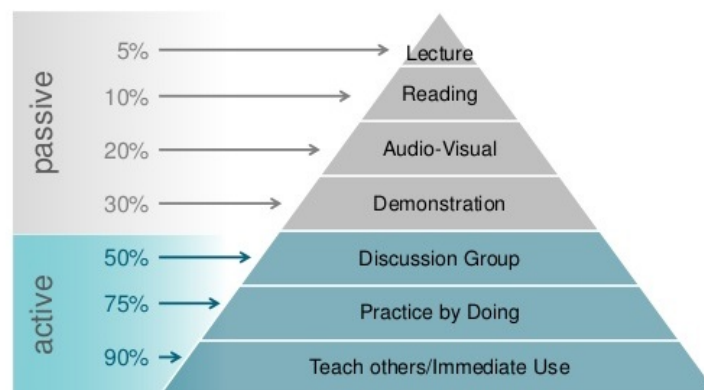 passive
5%
Lecture
10%
Reading
20%
Audio-Visual
30%
Demonstration
active
50%
Discussion Group
75%
Practice by Doing
90%
Teach others/Immediate Use